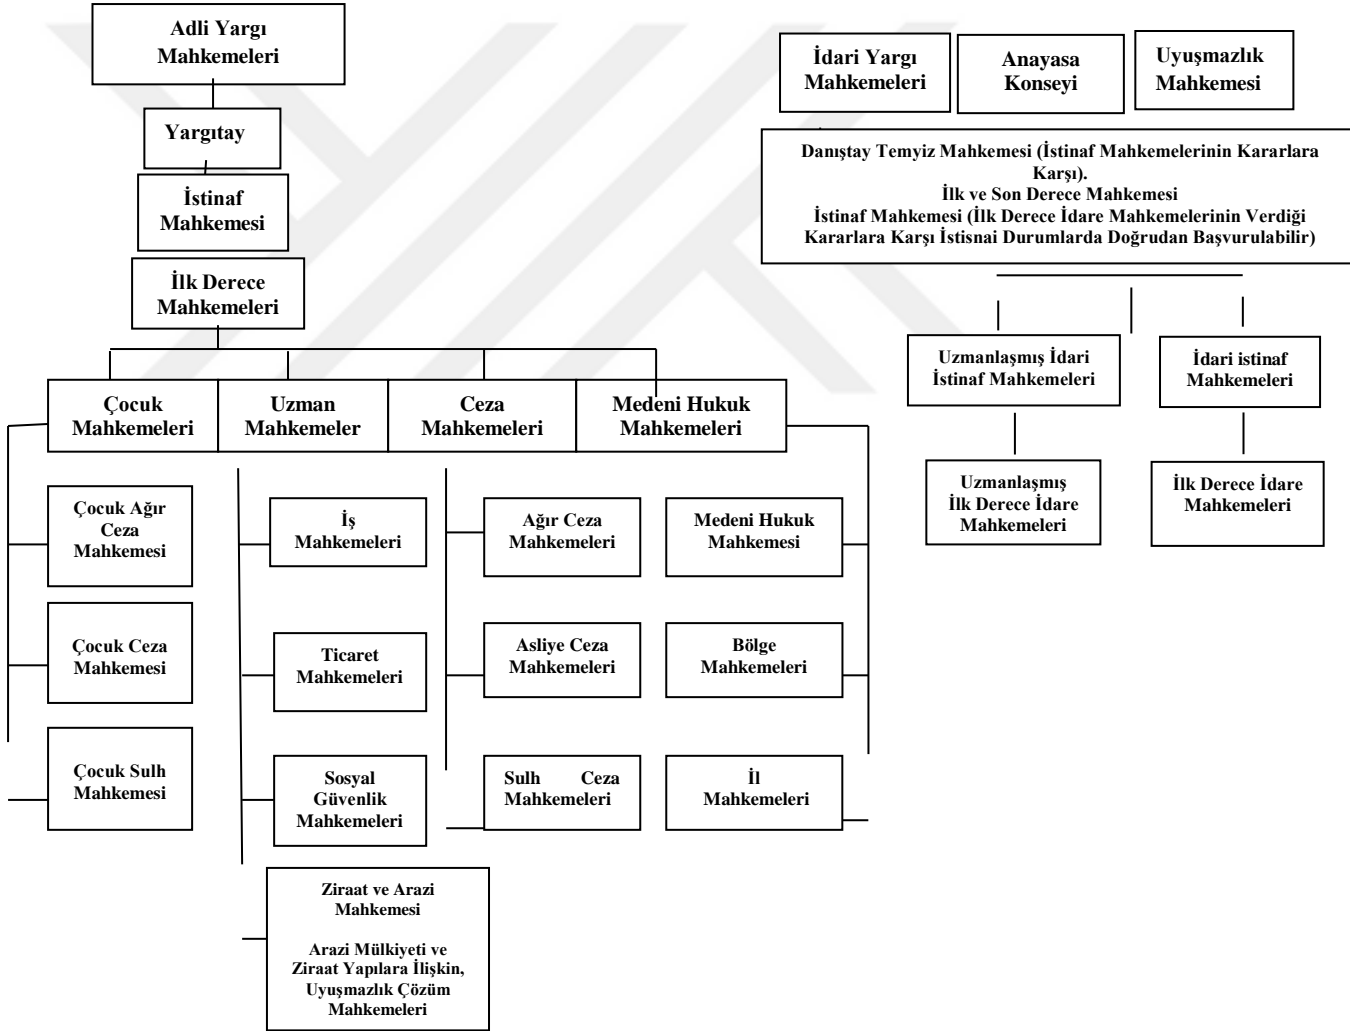 Adli Yargı
Mahkemeleri
Yargıtay
İstinaf
Mahkemesi
İlk Derece
Mahkemeleri
Çocuk
Mahkemeleri
Uzman
Mahkemeler
Ceza
Mahkemeleri
Medeni Hukuk
Mahkemeleri
Çocuk Ağır
Ceza
Mahkemesi
Çocuk Ceza
Mahkemesi
Çocuk Sulh
Mahkemesi
İş
Mahkemeleri
Ticaret
Mahkemeleri
Sosyal
Güvenlik
Mahkemeleri
Ziraat ve Arazi
Mahkemesi
Arazi Mülkiyeti ve
Ziraat Yapılara İlişkin,
Uyuşmazlık Çözüm
Mahkemeleri
Ağır Ceza
Mahkemeleri
Asliye Ceza
Mahkemeleri
Sulh Ceza
Mahkemeleri
Medeni Hukuk
Mahkemesi
Bölge
Mahkemeleri
İl
Mahkemeleri
İdari Yargı
Mahkemeleri
Anayasa
Konseyi
Uyuşmazlık
Mahkemesi
Danıştay Temyiz Mahkemesi (İstinaf Mahkemelerinin Kararlara
Karşı).
İlk ve Son Derece Mahkemesi
İstinaf Mahkemesi (İlk Derece İdare Mahkemelerinin Verdiği
Kararlara Karşı İstisnai Durumlarda Doğrudan Başvurulabilir)
Uzmanlaşmış İdari
İstinaf Mahkemeleri
İdari istinaf
Mahkemeleri
Uzmanlaşmış
İlk Derece İdare
Mahkemeleri
İlk Derece İdare
Mahkemeleri